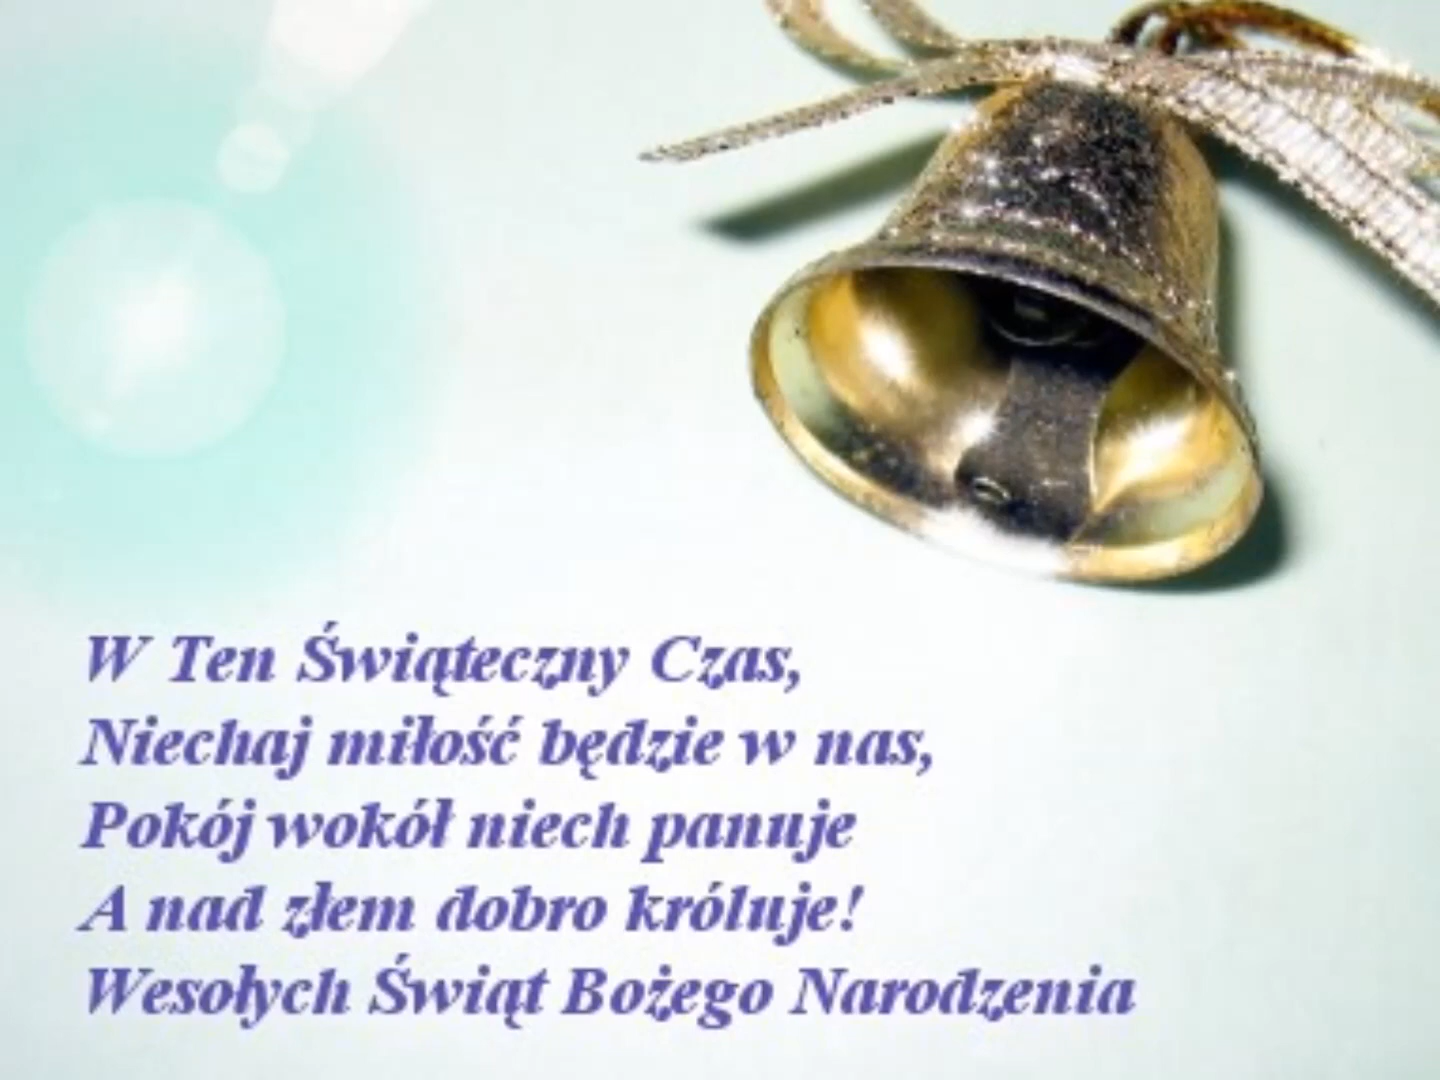 W Ten Świąteczny Czas,
Niechaj miłość będzie w nas,
Pokój wokół niech panuje
A nad złem dobro króluje!
Wesołych Świąt Bożego Narodzenia